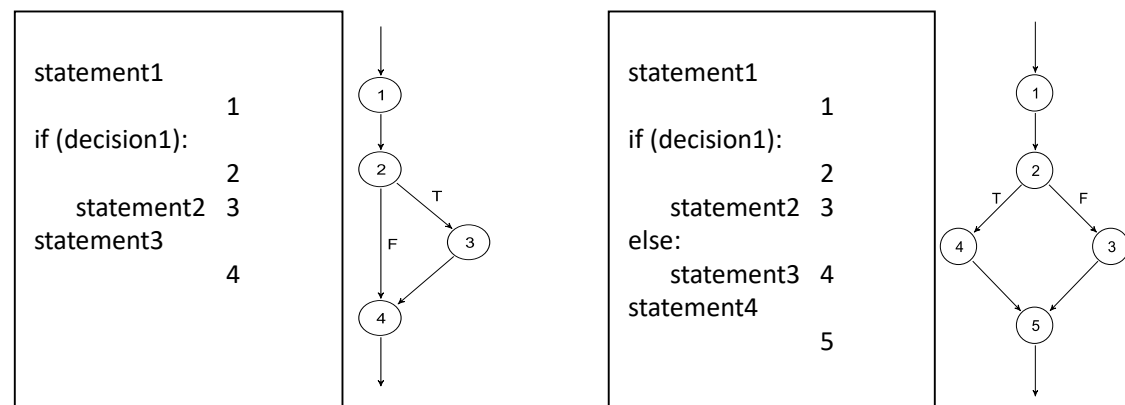 statement1
1
if (decision1):
2
statement2 3
statement3
4
1
2
T
F
3
4
statement1
1
if (decision1):
2
statement2 3
else:
statement3 4
statement4
5
1
2
T F
4 3
5